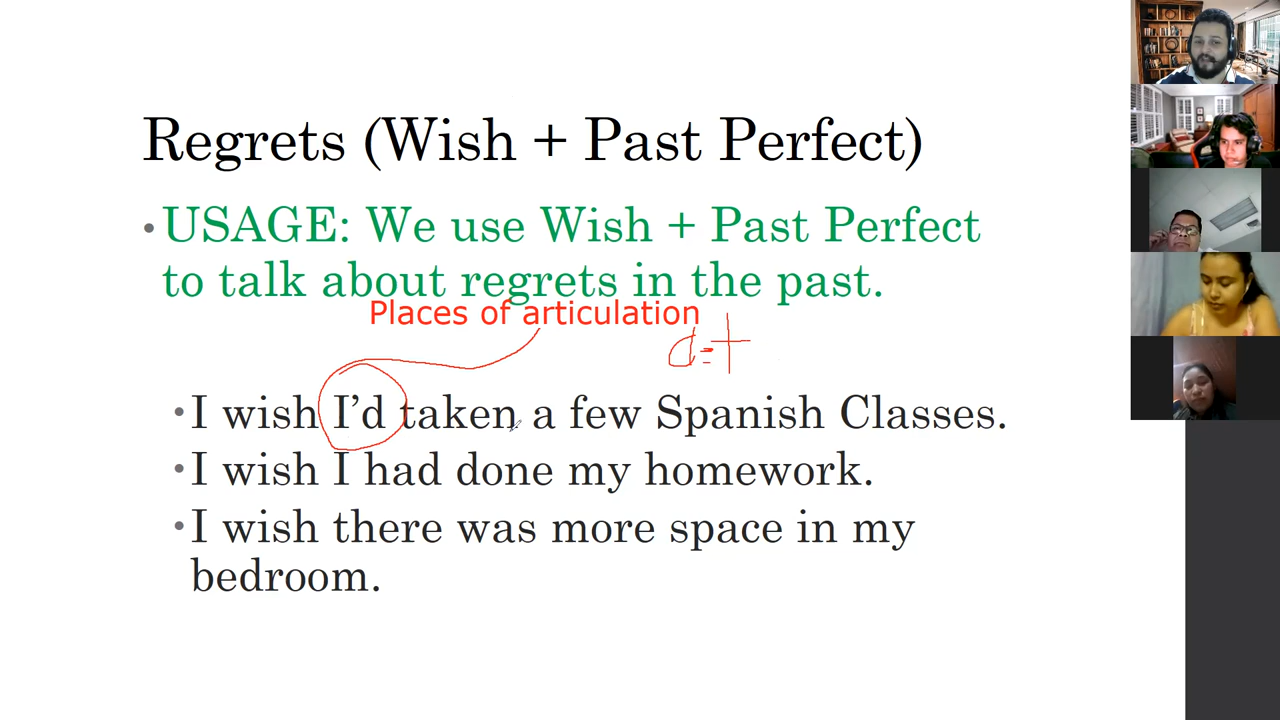 Regrets (Wish + Past Perfect)
• USAGE: We use Wish + Past Perfect
to talk about regrets in the past.
Places of articulation
d = t
• I wish I’d taken a few Spanish Classes.
• I wish I had done my homework.
• I wish there was more space in my
bedroom.